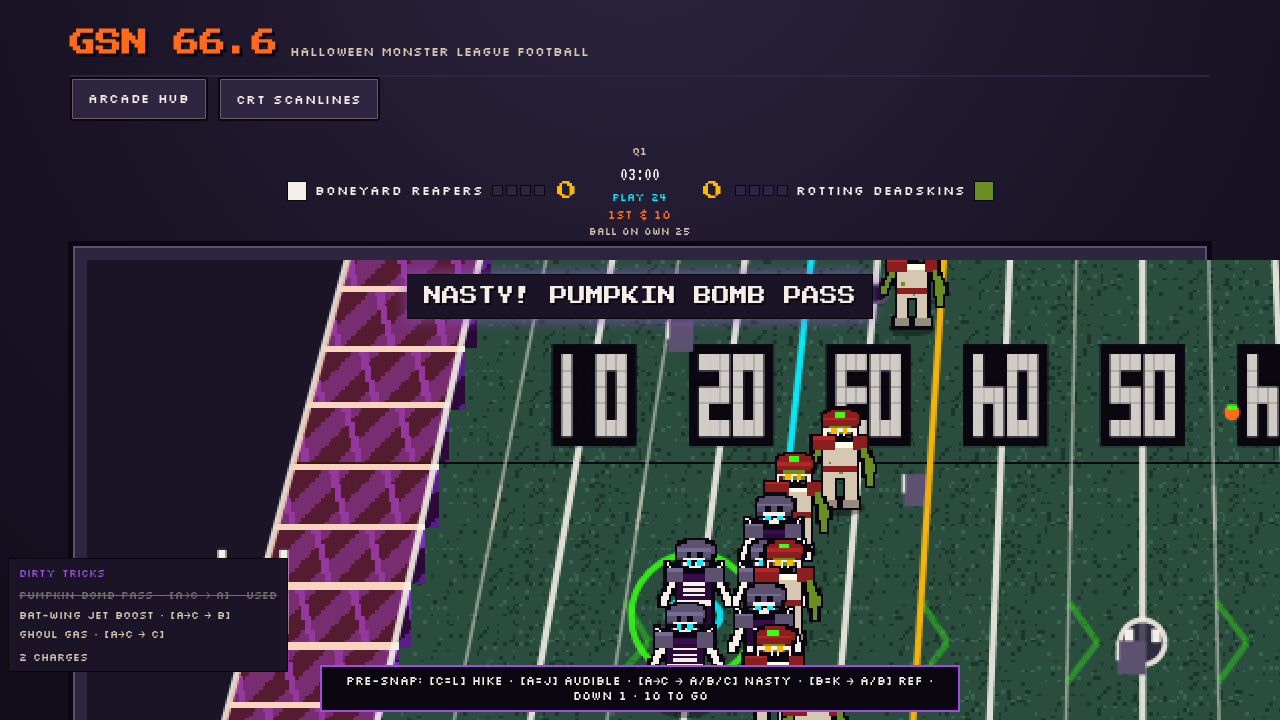 GSN 66.6
HALLOWEEN MONSTER LEAGUE FOOTBALL
ARCADE HUB
CRT SCANLINES
Q1
03:00
BONEYARD REAPERS 0
0 ROTTING DEADSKINS
PLAY 24
1ST & 10
BALL ON OWN 25
NASTY! PUMPKIN BOMB PASS
10 20 50 40 50
DIRTY TRICKS
PUMPKIN BOMB PASS · [A→C → A] · USED
BAT-WING JET BOOST · [A→C → B]
GHOUL GAS · [A→C → C]
2 CHARGES
PRE-SNAP: [C=L] HIKE · [A=J] AUDIBLE · [A→C → A/B/C] NASTY · [B=K → A/B] REF ·
DOWN 1 · 10 TO GO